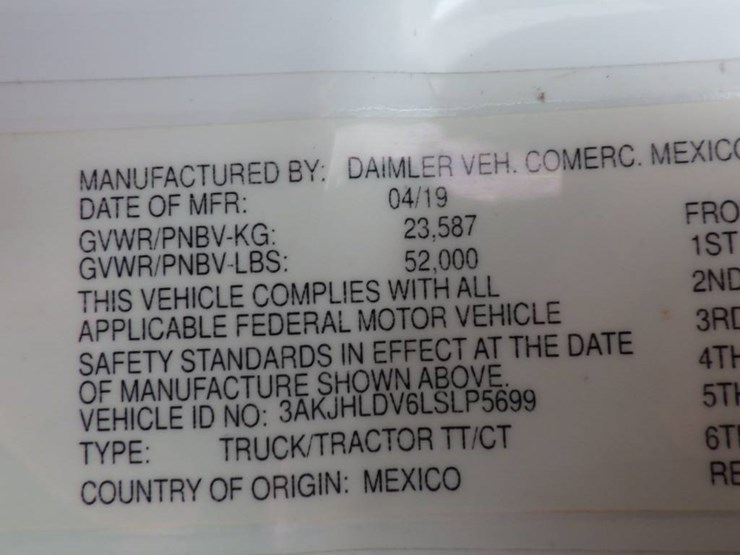 MANUFACTURED BY: DAIMLER VEH. COMERC. MEXICO
DATE OF MFR: 04/19
GVWR/PNBV-KG: 23,587 FRO
GVWR/PNBV-LBS: 52,000 1ST
THIS VEHICLE COMPLIES WITH ALL 2ND
APPLICABLE FEDERAL MOTOR VEHICLE 3RD
SAFETY STANDARDS IN EFFECT AT THE DATE 4TH
OF MANUFACTURE SHOWN ABOVE. 5TH
VEHICLE ID NO: 3AKJHLDV6LSLP5699
TYPE: TRUCK/TRACTOR TT/CT 6TH
COUNTRY OF ORIGIN: MEXICO RE